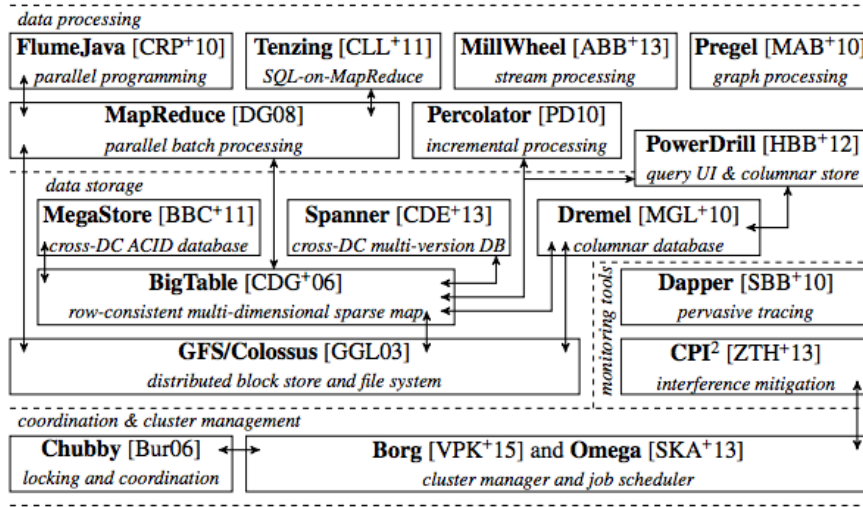 data processing
FlumeJava [CRP+10]
parallel programming
Tenzing [CLL+11]
SQL-on-MapReduce
MillWheel [ABB+13]
stream processing
Pregel [MAB+10]
graph processing
MapReduce [DG08]
parallel batch processing
Percolator [PD10]
incremental processing
PowerDrill [HBB+12]
query UI & columnar store
data storage
MegaStore [BBC+11]
cross-DC ACID database
Spanner [CDE+13]
cross-DC multi-version DB
Dremel [MGL+10]
columnar database
BigTable [CDG+06]
row-consistent multi-dimensional sparse map
monitoring tools
Dapper [SBB+10]
pervasive tracing
GFS/Colossus [GGL03]
distributed block store and file system
CPI² [ZTH+13]
interference mitigation
coordination & cluster management
Chubby [Bur06]
locking and coordination
Borg [VPK+15] and Omega [SKA+13]
cluster manager and job scheduler